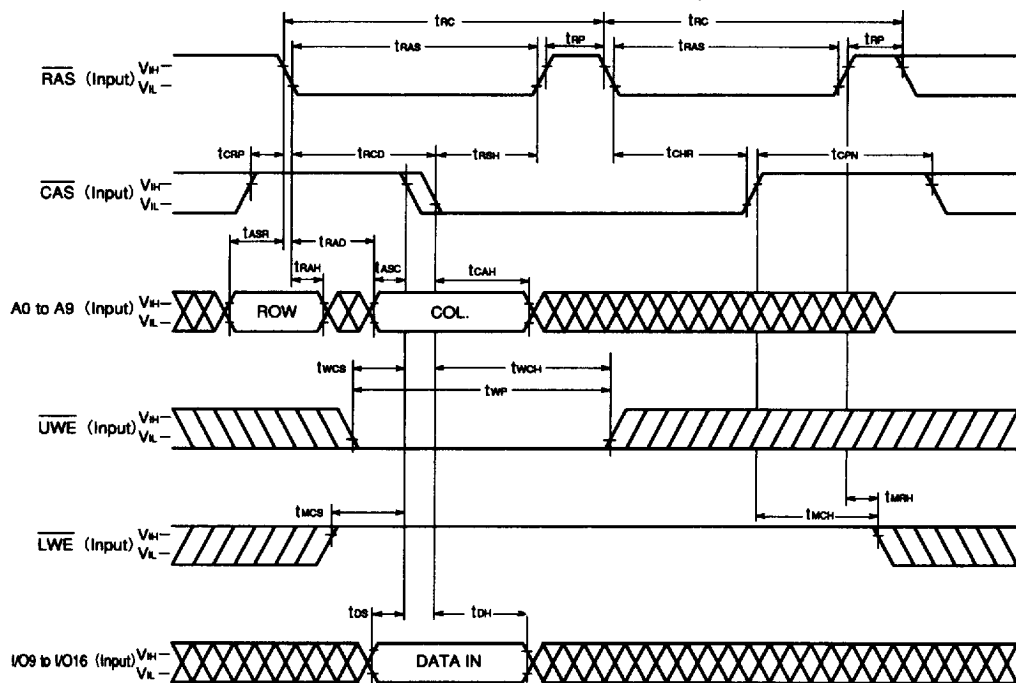 tRC tRC
tRAS tRP tRAS tRP
RAS (Input) VIH VIL
tCRP tRCD tRSH tCHR tCPN
CAS (Input) VIH VIL
tASR tRAD
tRAH tASC tCAH
A0 to A9 (Input) VIH VIL ROW COL.
tWCS tWCH
tWP
UWE (Input) VIH VIL
tMRH
tMCS tMCH
LWE (Input) VIH VIL
tDS tDH
I/O9 to I/O16 (Input) VIH VIL DATA IN